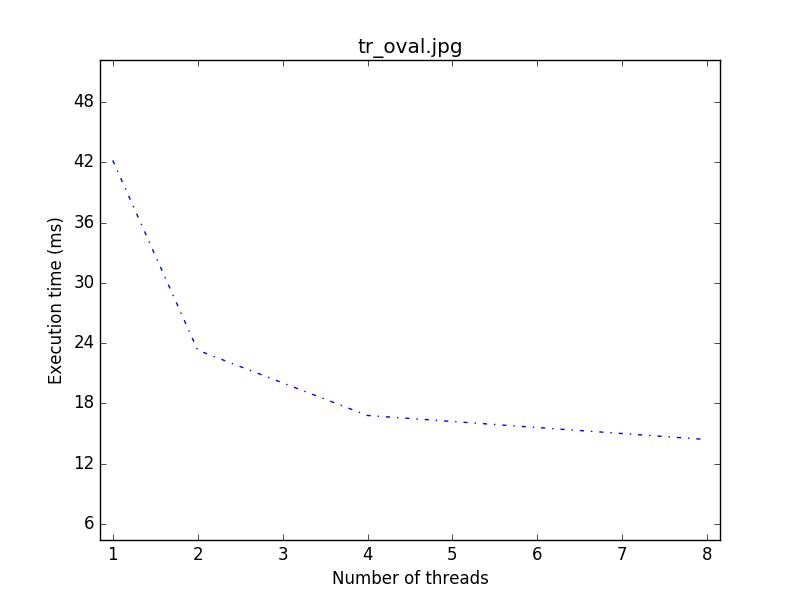 tr_oval.jpg
48
42
36
30
24
18
12
6
Execution time (ms)
1 2 3 4 5 6 7 8
Number of threads